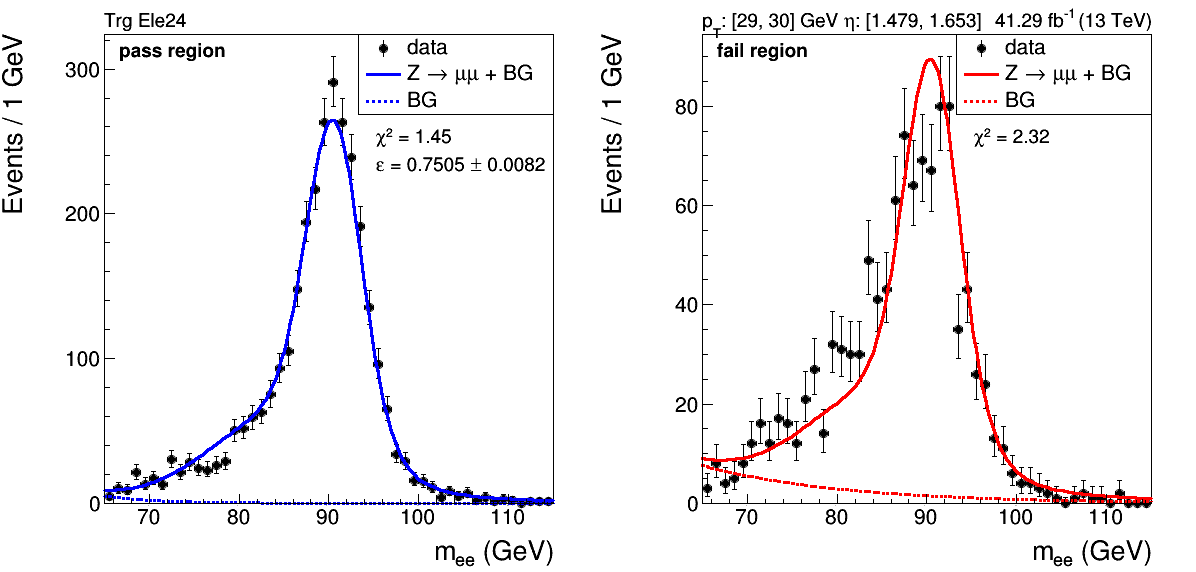 Trg Ele24
pass region
data
Z → μμ + BG
BG
χ² = 1.45
ε = 0.7505 ± 0.0082
Events / 1 GeV
300
200
100
0
70 80 90 100 110
m_ee (GeV)
p_T: [29, 30] GeV η: [1.479, 1.653] 41.29 fb⁻¹ (13 TeV)
fail region
data
Z → μμ + BG
BG
χ² = 2.32
Events / 1 GeV
80
60
40
20
0
70 80 90 100 110
m_ee (GeV)